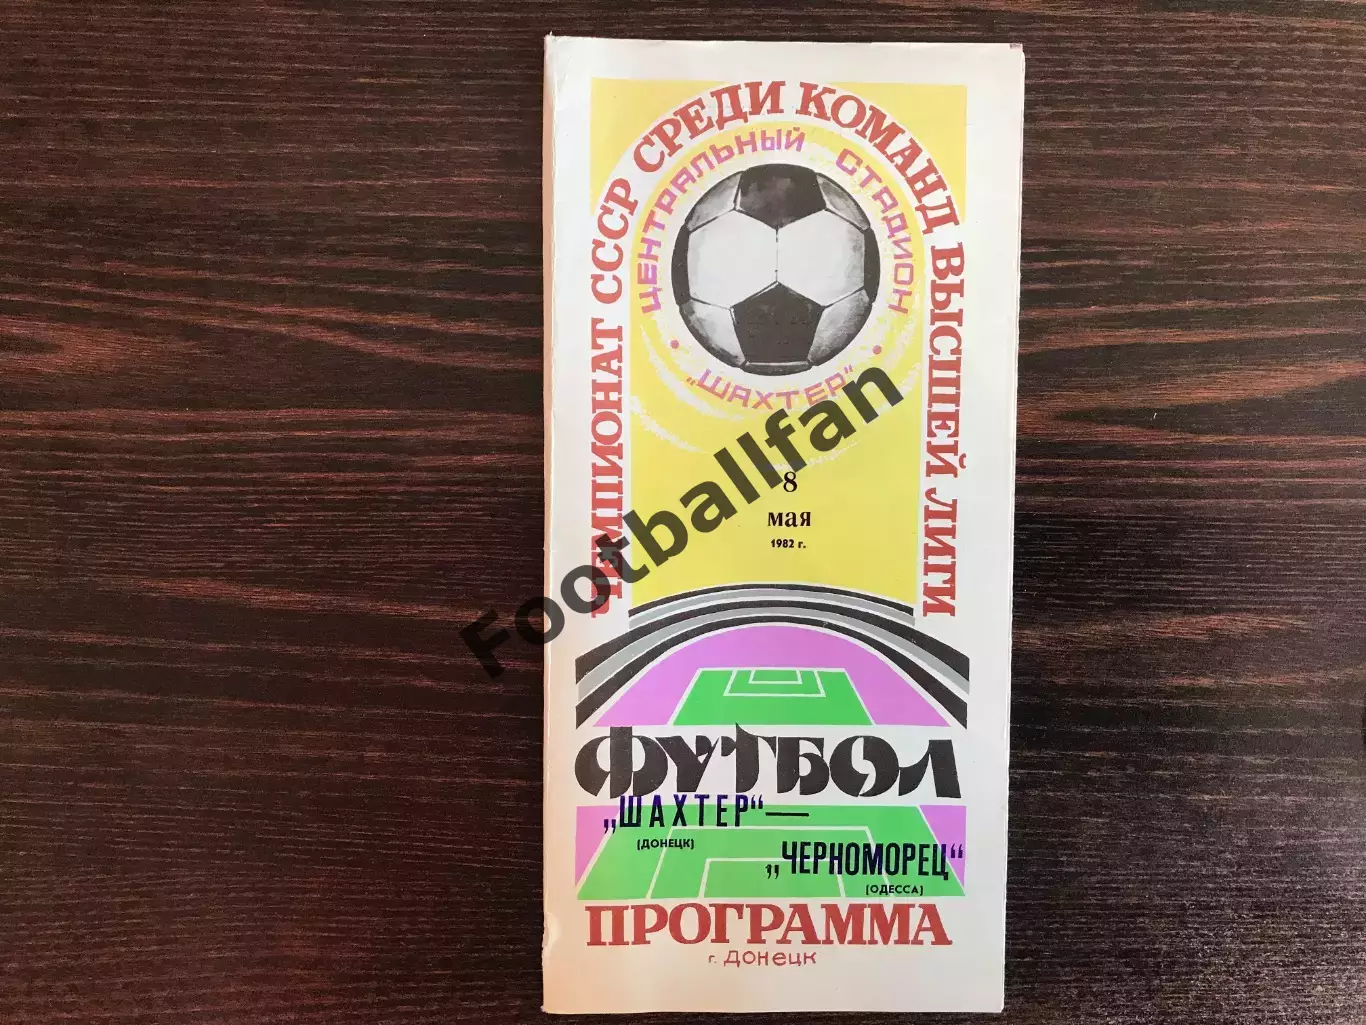 ЧЕМПИОНАТ СССР СРЕДИ КОМАНД ВЫСШЕЙ ЛИГИ
ЦЕНТРАЛЬНЫЙ СТАДИОН
• „ШАХТЕР" •
Footballfan
8
мая
1982 г.
ФУТБОЛ
„ШАХТЕР"—
(ДОНЕЦК)
„ЧЕРНОМОРЕЦ"
(ОДЕССА)
ПРОГРАММА
г. ДОНЕЦК